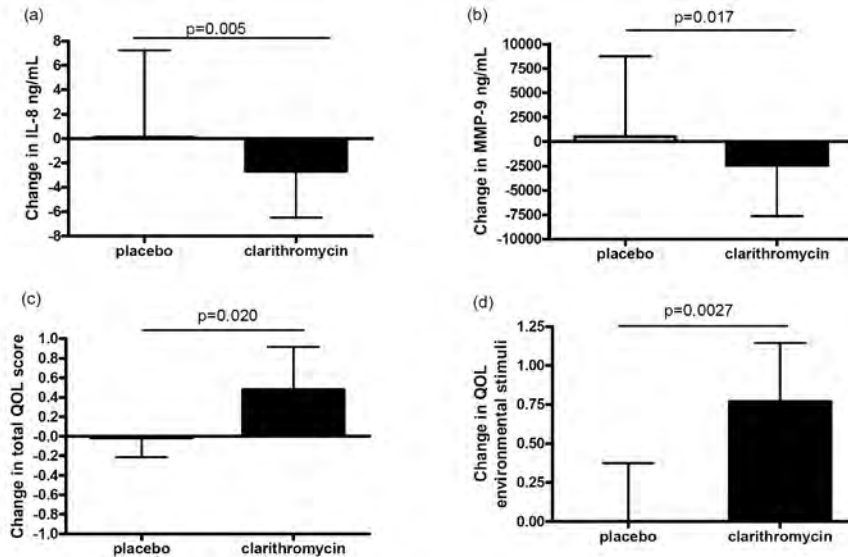 (a)
p=0.005
Change in IL-8 ng/mL
8
6
4
2
0
-2
-4
-6
-8
placebo
clarithromycin
(b)
p=0.017
Change in MMP-9 ng/mL
10000
7500
5000
2500
0
-2500
-5000
-7500
-10000
placebo
clarithromycin
(c)
p=0.020
Change in total QOL score
1.0
0.8
0.6
0.4
0.2
-0.0
-0.2
-0.4
-0.6
-0.8
-1.0
placebo
clarithromycin
(d)
p=0.0027
Change in QOL
environmental stimuli
1.25
1.00
0.75
0.50
0.25
0.00
placebo
clarithromycin